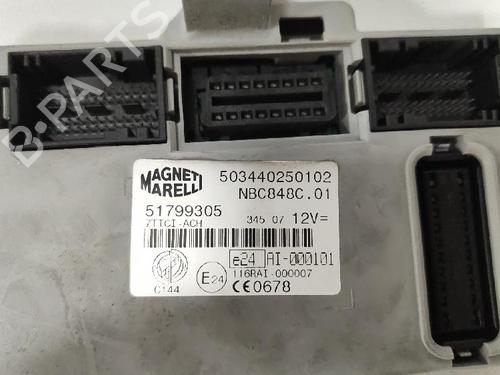 B-PARTS
MAGNETI MARELLI
503440250102
NBC848C.01
51799305
7TTCI-ACH
345 07 12V=
e24 AI-000101
E24
116RAI-000007
C144
CE0678